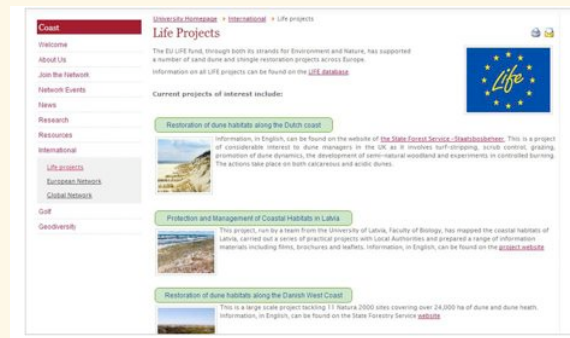 Coast
Welcome
About Us
Join the Network
Network Events
News
Research
Resources
International
Life projects
European Network
Global Network
Golf
Geodiversity
University Homepage International Life projects
Life Projects
The EU LIFE fund, through both its strands for Environment and Nature, has supported
a number of sand dune and shingle restoration projects across Europe.
Information on all LIFE projects can be found on the LIFE database.
Current projects of interest include:
Life
Restoration of dune habitats along the Dutch coast
Information, in English, can be found on the website of the State Forest Service -Staatsbosbeheer. This is a project
of considerable interest to dune managers in the UK as it involves turf-stripping, scrub control, grazing,
promotion of dune dynamics, the development of semi-natural woodland and experiments in controlled burning.
The actions take place on both calcareous and acidic dunes.
Protection and Management of Coastal Habitats in Latvia
This project, run by a team from the University of Latvia, Faculty of Biology, has mapped the coastal habitats of
Latvia, carried out a series of practical projects with Local Authorities and prepared a range of information
materials including films, brochures and leaflets. Information, in English, can be found on the project website
Restoration of dune habitats along the Danish West Coast
This is a large scale project tackling 11 Natura 2000 sites covering over 24,000 ha of dune and dune heath.
Information, in English, can be found on the State Forestry Service website